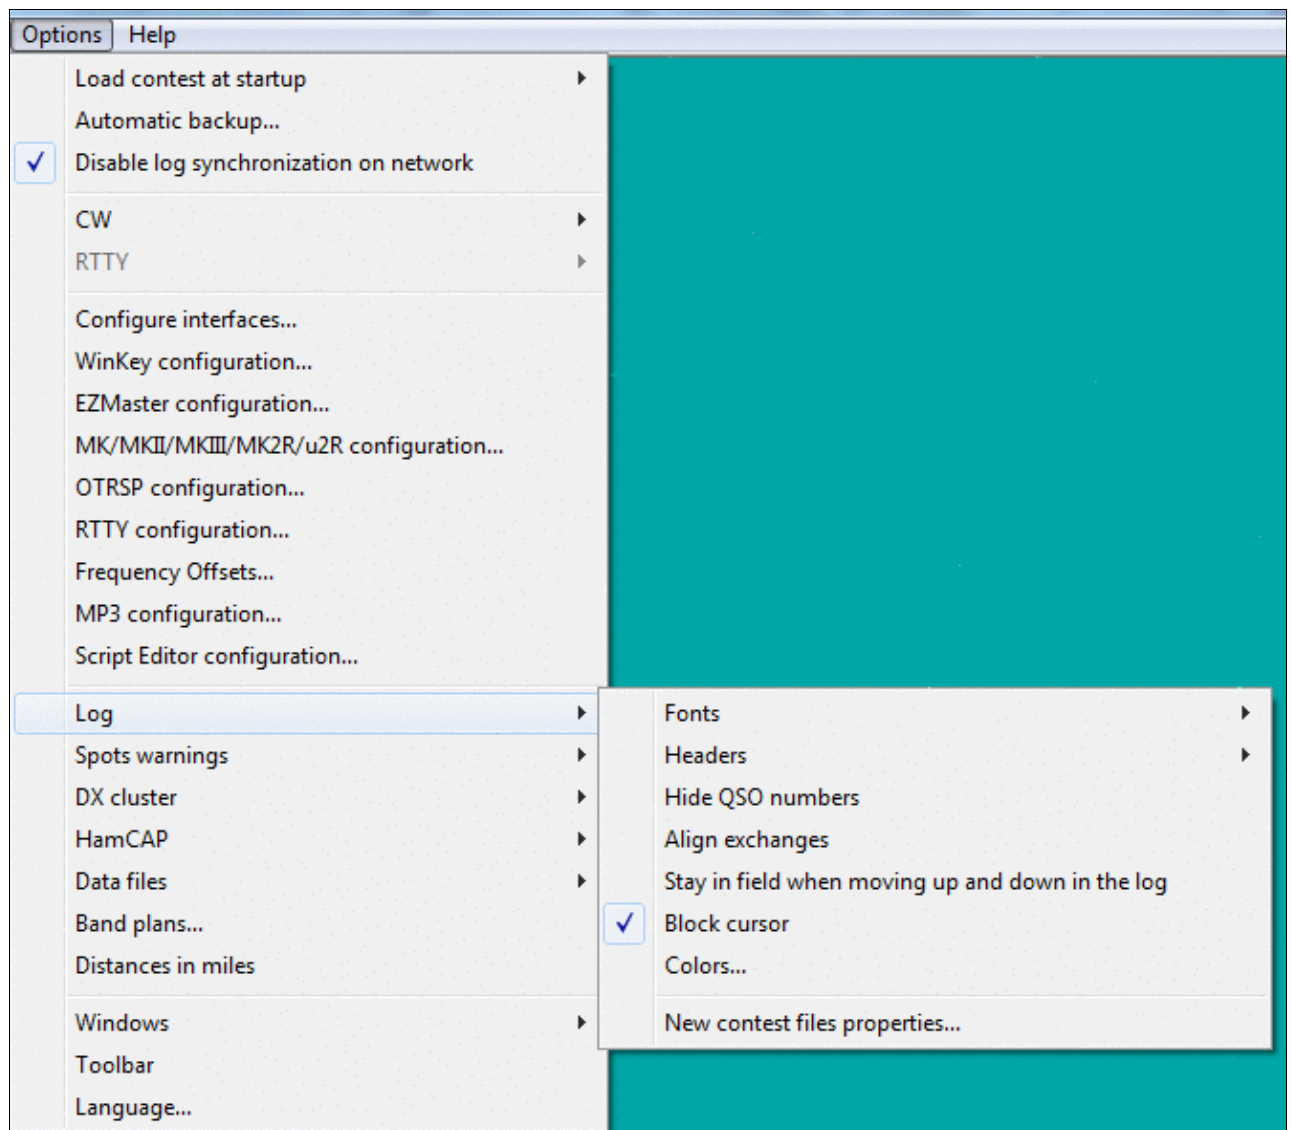 Options Help
Load contest at startup
Automatic backup...
Disable log synchronization on network
CW
RTTY
Configure interfaces...
WinKey configuration...
EZMaster configuration...
MK/MKII/MKIII/MK2R/u2R configuration...
OTRSP configuration...
RTTY configuration...
Frequency Offsets...
MP3 configuration...
Script Editor configuration...
Log
Spots warnings
DX cluster
HamCAP
Data files
Band plans...
Distances in miles
Windows
Toolbar
Language...
Fonts
Headers
Hide QSO numbers
Align exchanges
Stay in field when moving up and down in the log
Block cursor
Colors...
New contest files properties...